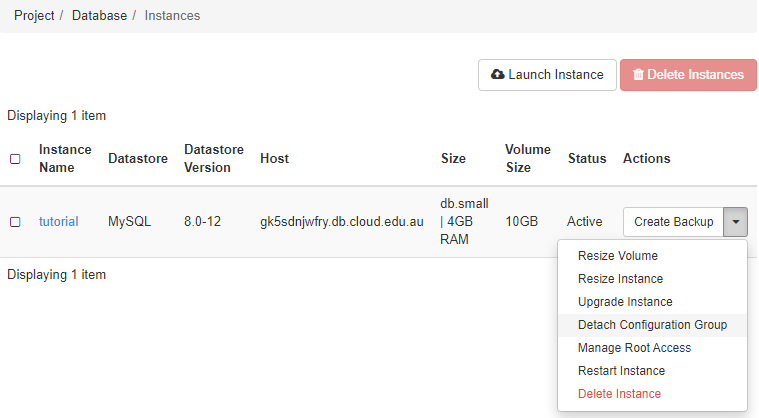 Project / Database / Instances
Launch Instance Delete Instances
Displaying 1 item
Instance Name Datastore Datastore Version Host Size Volume Size Status Actions
tutorial MySQL 8.0-12 gk5sdnjwfry.db.cloud.edu.au db.small | 4GB RAM 10GB Active Create Backup
Displaying 1 item
Resize Volume
Resize Instance
Upgrade Instance
Detach Configuration Group
Manage Root Access
Restart Instance
Delete Instance